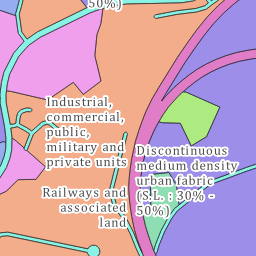 50%)
Industrial,
commercial,
public,
military and
private units
Discontinuous
medium density
urban fabric
(S.L. : 30% -
50%)
Railways and
associated
land